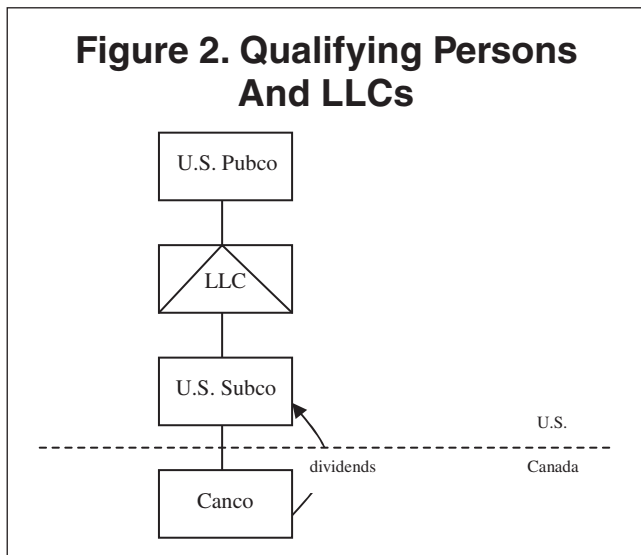 Figure 2. Qualifying Persons
And LLCs
U.S. Pubco
LLC
U.S. Subco
U.S.
dividends
Canada
Canco